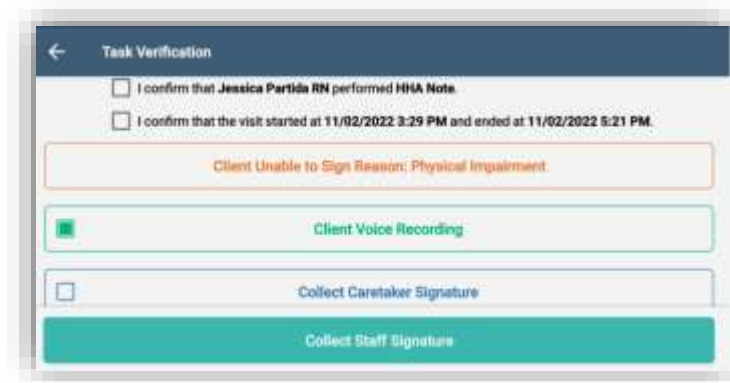 Task Verification
I confirm that Jessica Partida RN performed HHA Note.
I confirm that the visit started at 11/02/2022 3:29 PM and ended at 11/02/2022 5:21 PM.
Client Unable to Sign Reason: Physical Impairment
Client Voice Recording
Collect Caretaker Signature
Collect Staff Signature